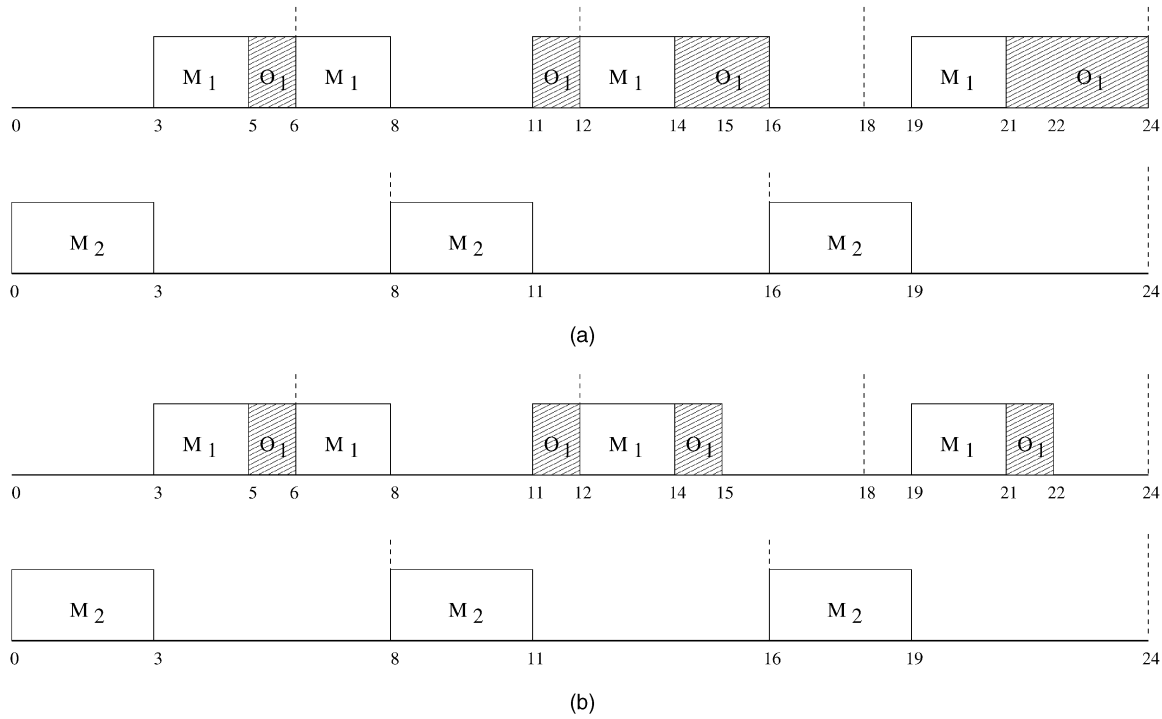 M1 O1 M1 O1 M1 O1 M1 O1
0 3 5 6 8 11 12 14 15 16 18 19 21 22 24
M2 M2 M2
0 3 8 11 16 19 24
(a)
M1 O1 M1 O1 M1 O1 M1 O1
0 3 5 6 8 11 12 14 15 18 19 21 22 24
M2 M2 M2
0 3 8 11 16 19 24
(b)